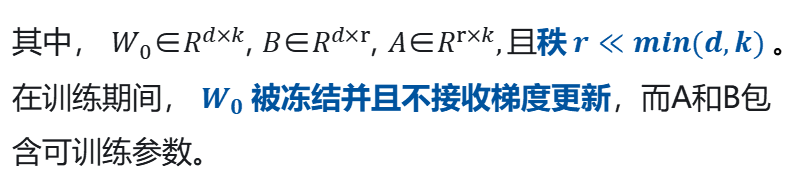 其中， W₀∈R^{d×k}, B∈R^{d×r}, A∈R^{r×k},且秩 r ≪ min(d, k) 。
在训练期间， W₀ 被冻结并且不接收梯度更新，而A和B包
含可训练参数。